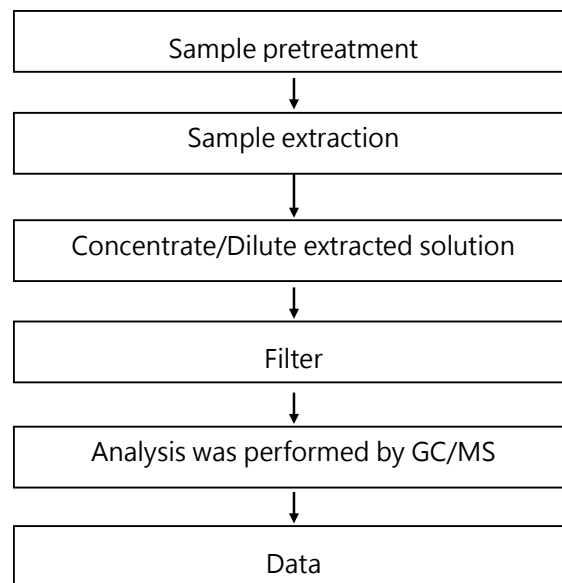 Sample pretreatment
Sample extraction
Concentrate/Dilute extracted solution
Filter
Analysis was performed by GC/MS
Data